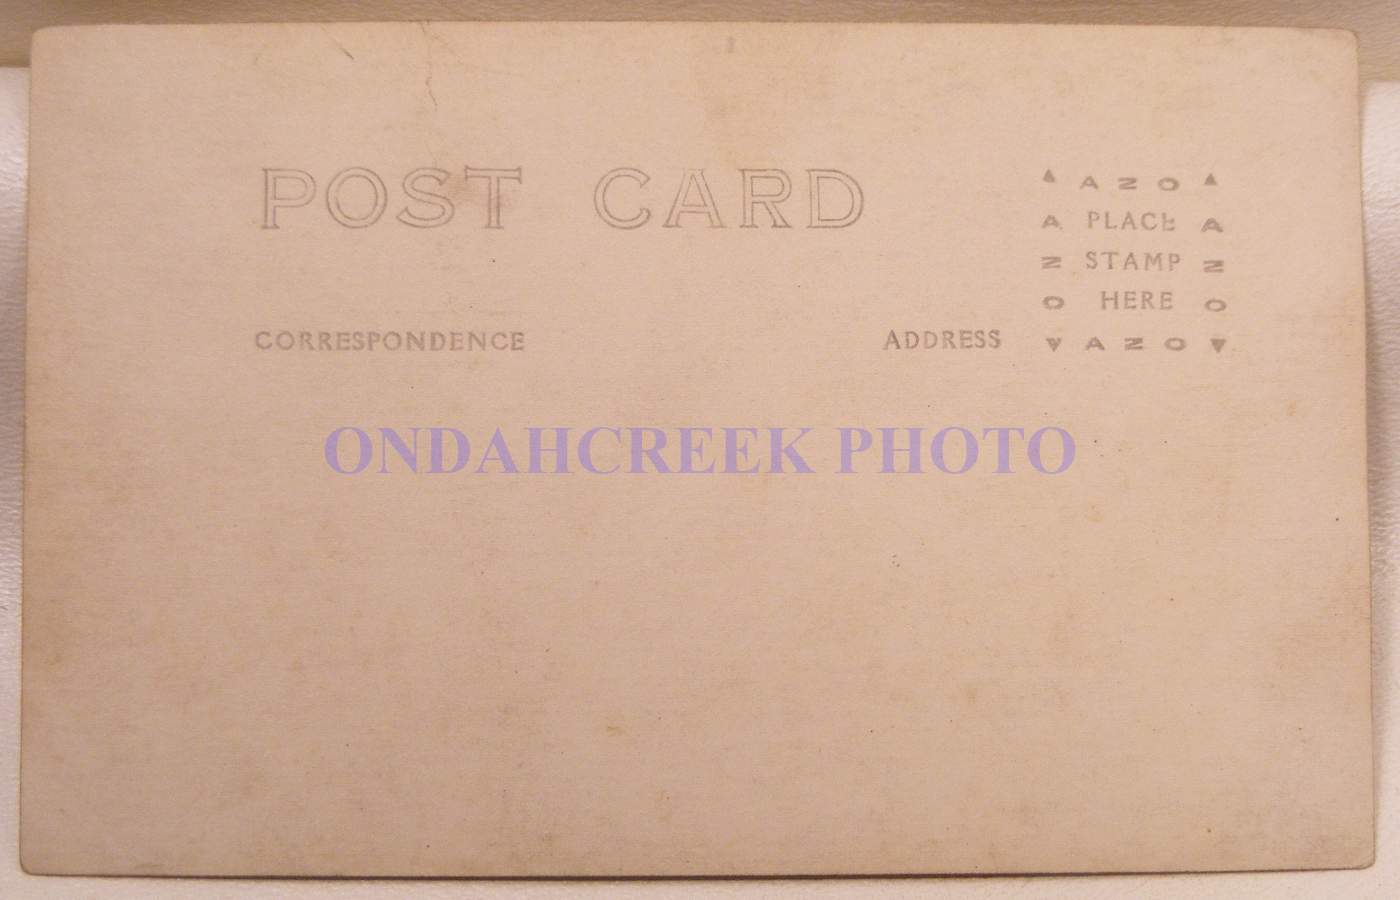 ▲ AZO ▲
POST CARD
A PLACE A
N STAMP N
O HERE O
CORRESPONDENCE ADDRESS ▼ AZO ▼
ONDAHCREEK PHOTO